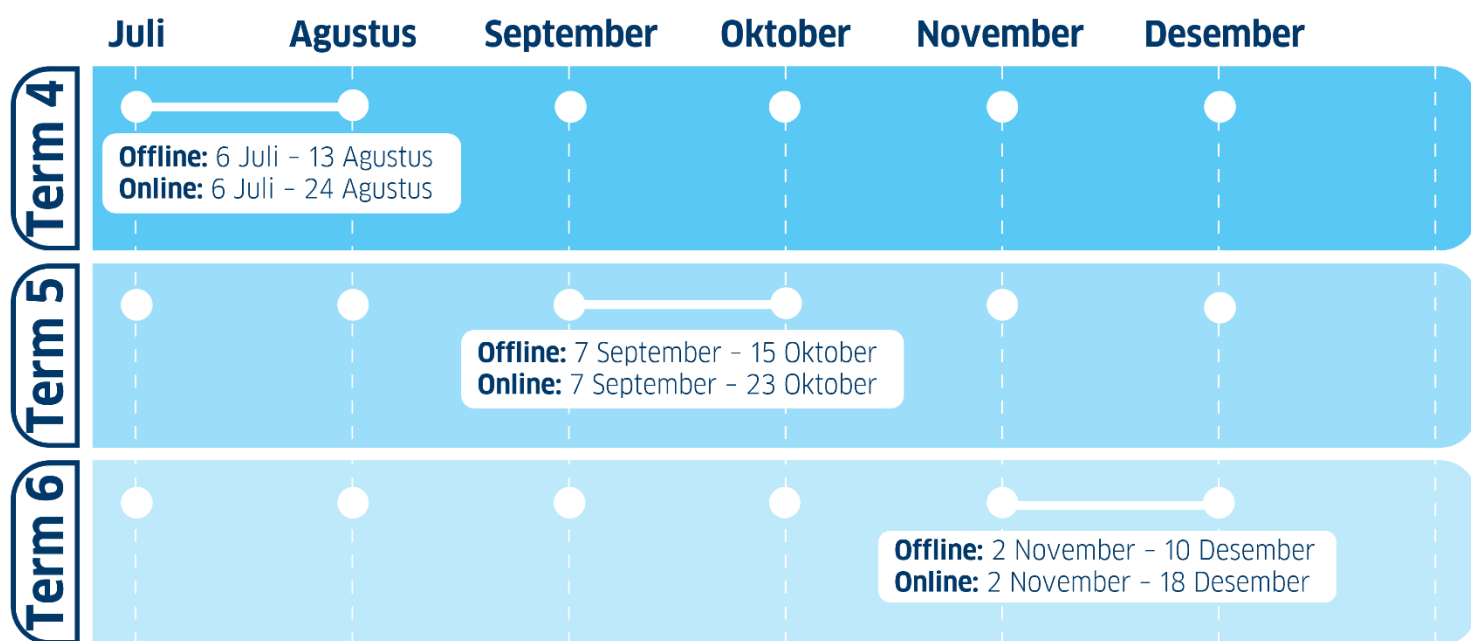 Juli Agustus September Oktober November Desember
Term 4
Offline: 6 Juli – 13 Agustus
Online: 6 Juli – 24 Agustus
Term 5
Offline: 7 September – 15 Oktober
Online: 7 September – 23 Oktober
Term 6
Offline: 2 November – 10 Desember
Online: 2 November – 18 Desember